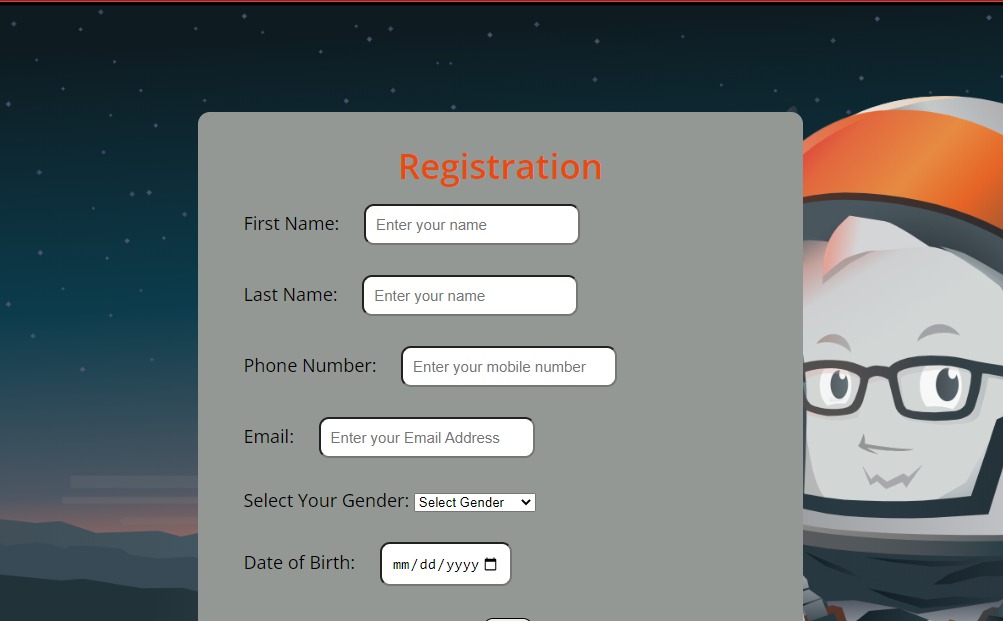 Registration
First Name: Enter your name
Last Name: Enter your name
Phone Number: Enter your mobile number
Email: Enter your Email Address
Select Your Gender: Select Gender
Date of Birth: mm/dd/yyyy